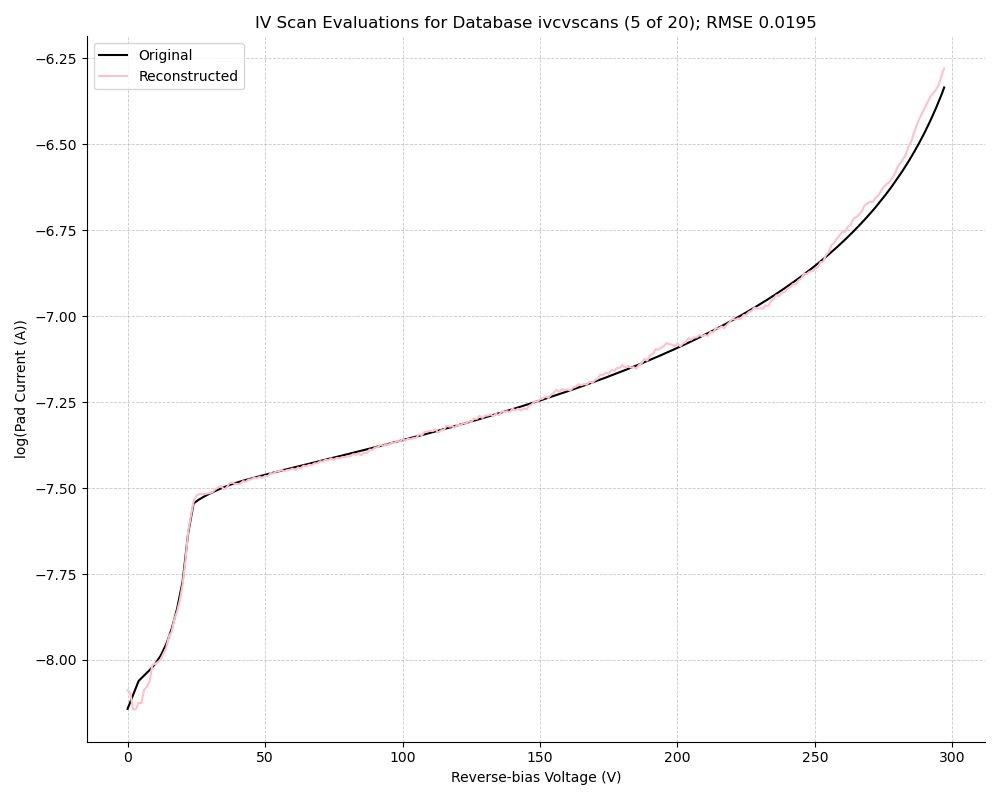 IV Scan Evaluations for Database ivcvscans (5 of 20); RMSE 0.0195
Original
Reconstructed
−6.25
−6.50
−6.75
−7.00
−7.25
−7.50
−7.75
−8.00
log(Pad Current (A))
0 50 100 150 200 250 300
Reverse-bias Voltage (V)